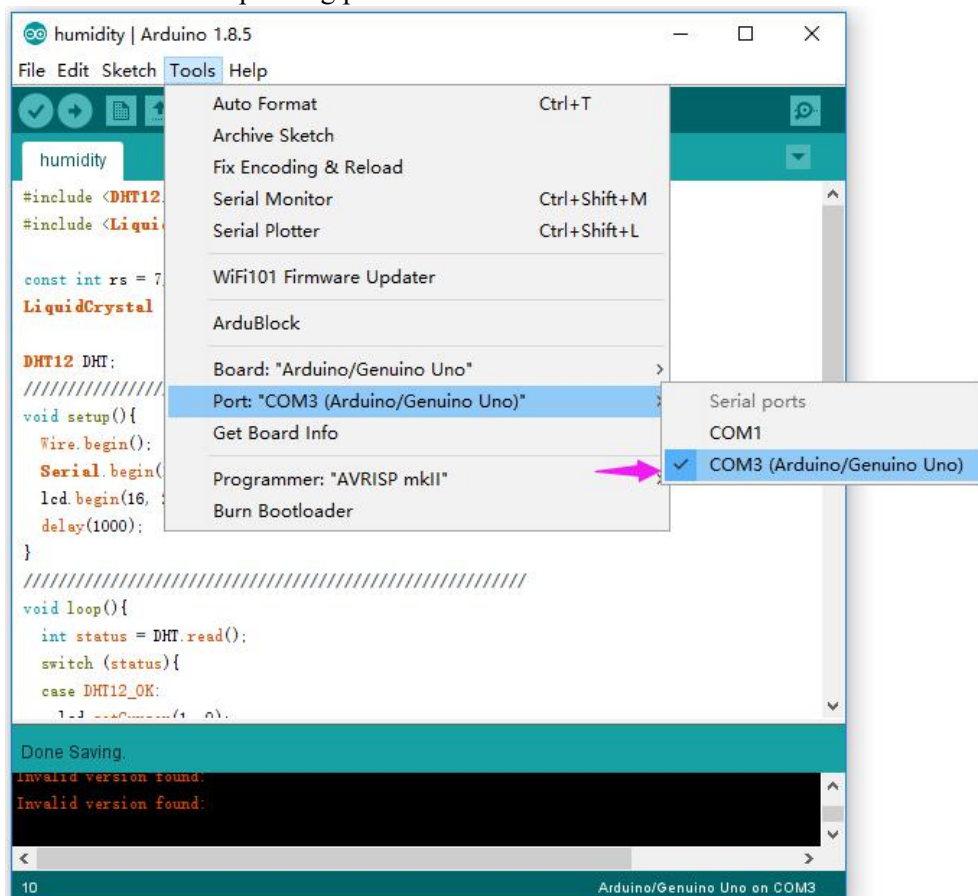 humidity | Arduino 1.8.5
File Edit Sketch Tools Help
Auto Format Ctrl+T
Archive Sketch
Fix Encoding & Reload
Serial Monitor Ctrl+Shift+M
Serial Plotter Ctrl+Shift+L
WiFi101 Firmware Updater
ArduBlock
Board: "Arduino/Genuino Uno"
Port: "COM3 (Arduino/Genuino Uno)"
Get Board Info
Programmer: "AVRISP mkII"
Burn Bootloader
Serial ports
COM1
COM3 (Arduino/Genuino Uno)
humidity
#include <DHT12.
#include <Liqui
const int rs = 7
LiquidCrystal
DHT12 DHT;
/////////////////
void setup(){
Wire.begin();
Serial.begin(
lcd.begin(16,
delay(1000);
}
////////////////////////////////////////////////////////
void loop(){
int status = DHT.read();
switch (status){
case DHT12_OK:
Done Saving.
Invalid version found:
Invalid version found:
10 Arduino/Genuino Uno on COM3